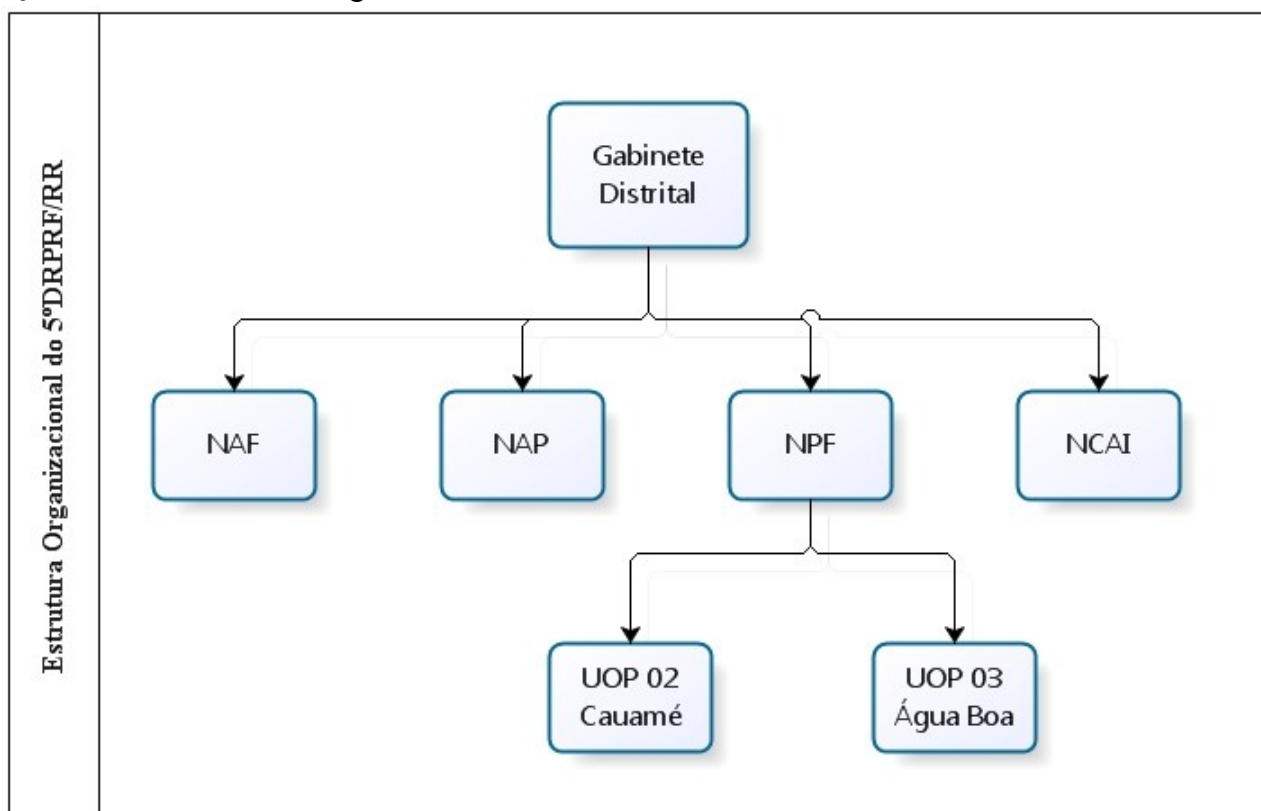 Estrutura Organizacional do 5ºDRPRF/RR
Gabinete
Distrital
NAF
NAP
NPF
NCAI
UOP 02
Cauamé
UOP 03
Água Boa